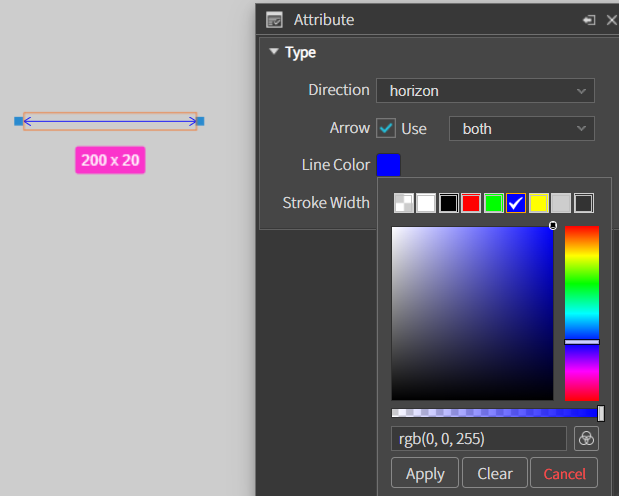 Attribute
Type
Direction horizon
Arrow Use both
200 x 20
Line Color
Stroke Width
rgb(0, 0, 255)
Apply Clear Cancel